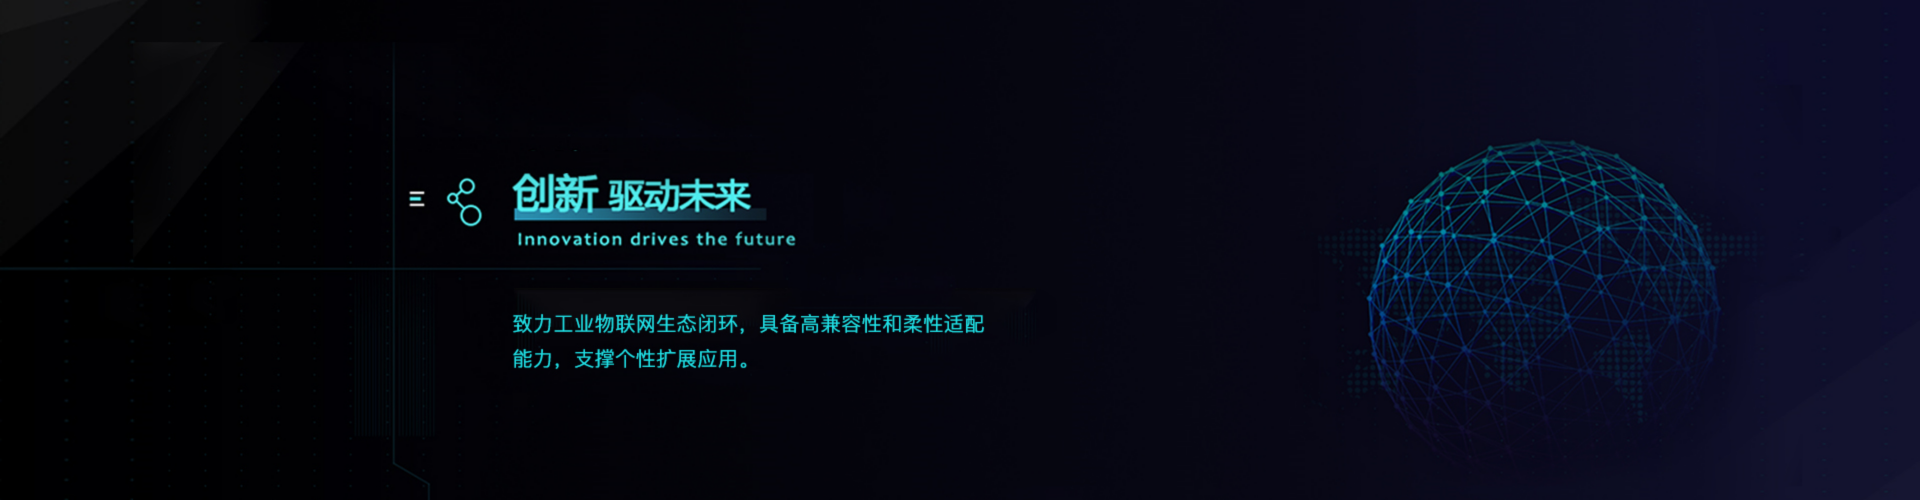 创新 驱动未来
Innovation drives the future
致力工业物联网生态闭环，具备高兼容性和柔性适配
能力，支撑个性扩展应用。